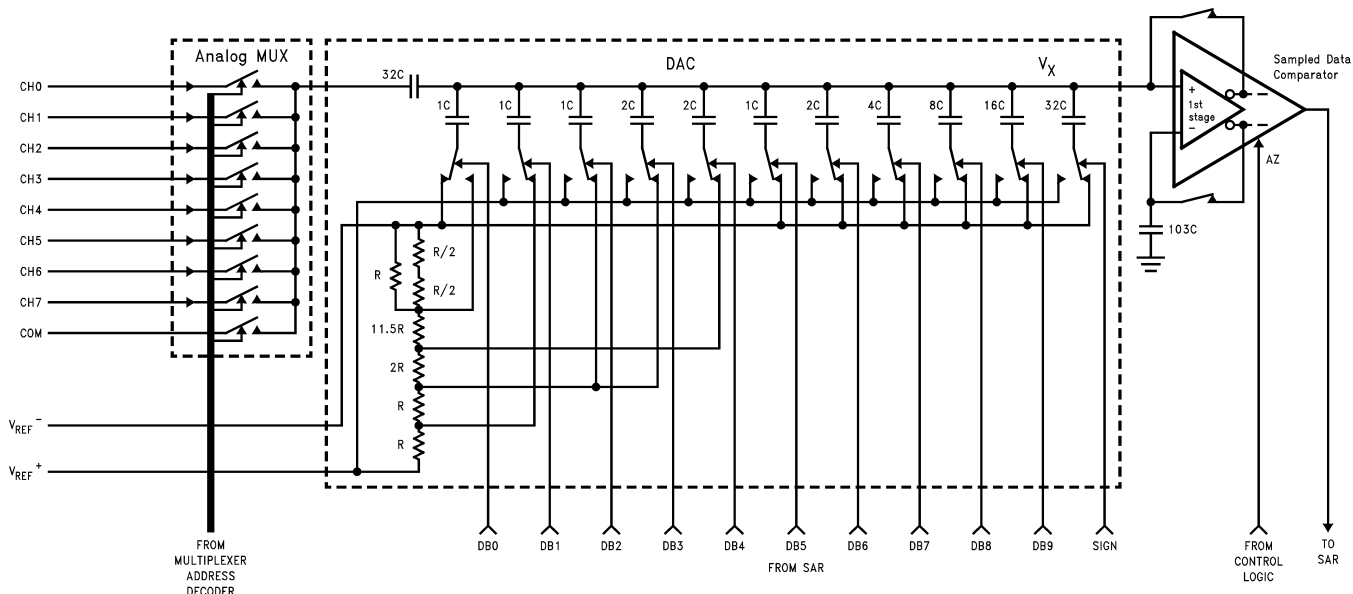 Analog MUX
DAC
V_X
Sampled Data
Comparator
CH0
CH1
CH2
CH3
CH4
CH5
CH6
CH7
COM
V_REF^-
V_REF^+
32C
1C
1C
1C
2C
2C
1C
2C
4C
8C
16C
32C
+
1st
stage
-
AZ
103C
R
R/2
R/2
11.5R
2R
R
R
DB0
DB1
DB2
DB3
DB4
DB5
DB6
DB7
DB8
DB9
SIGN
FROM SAR
FROM
MULTIPLEXER
ADDRESS
DECODER
FROM
CONTROL
LOGIC
TO
SAR